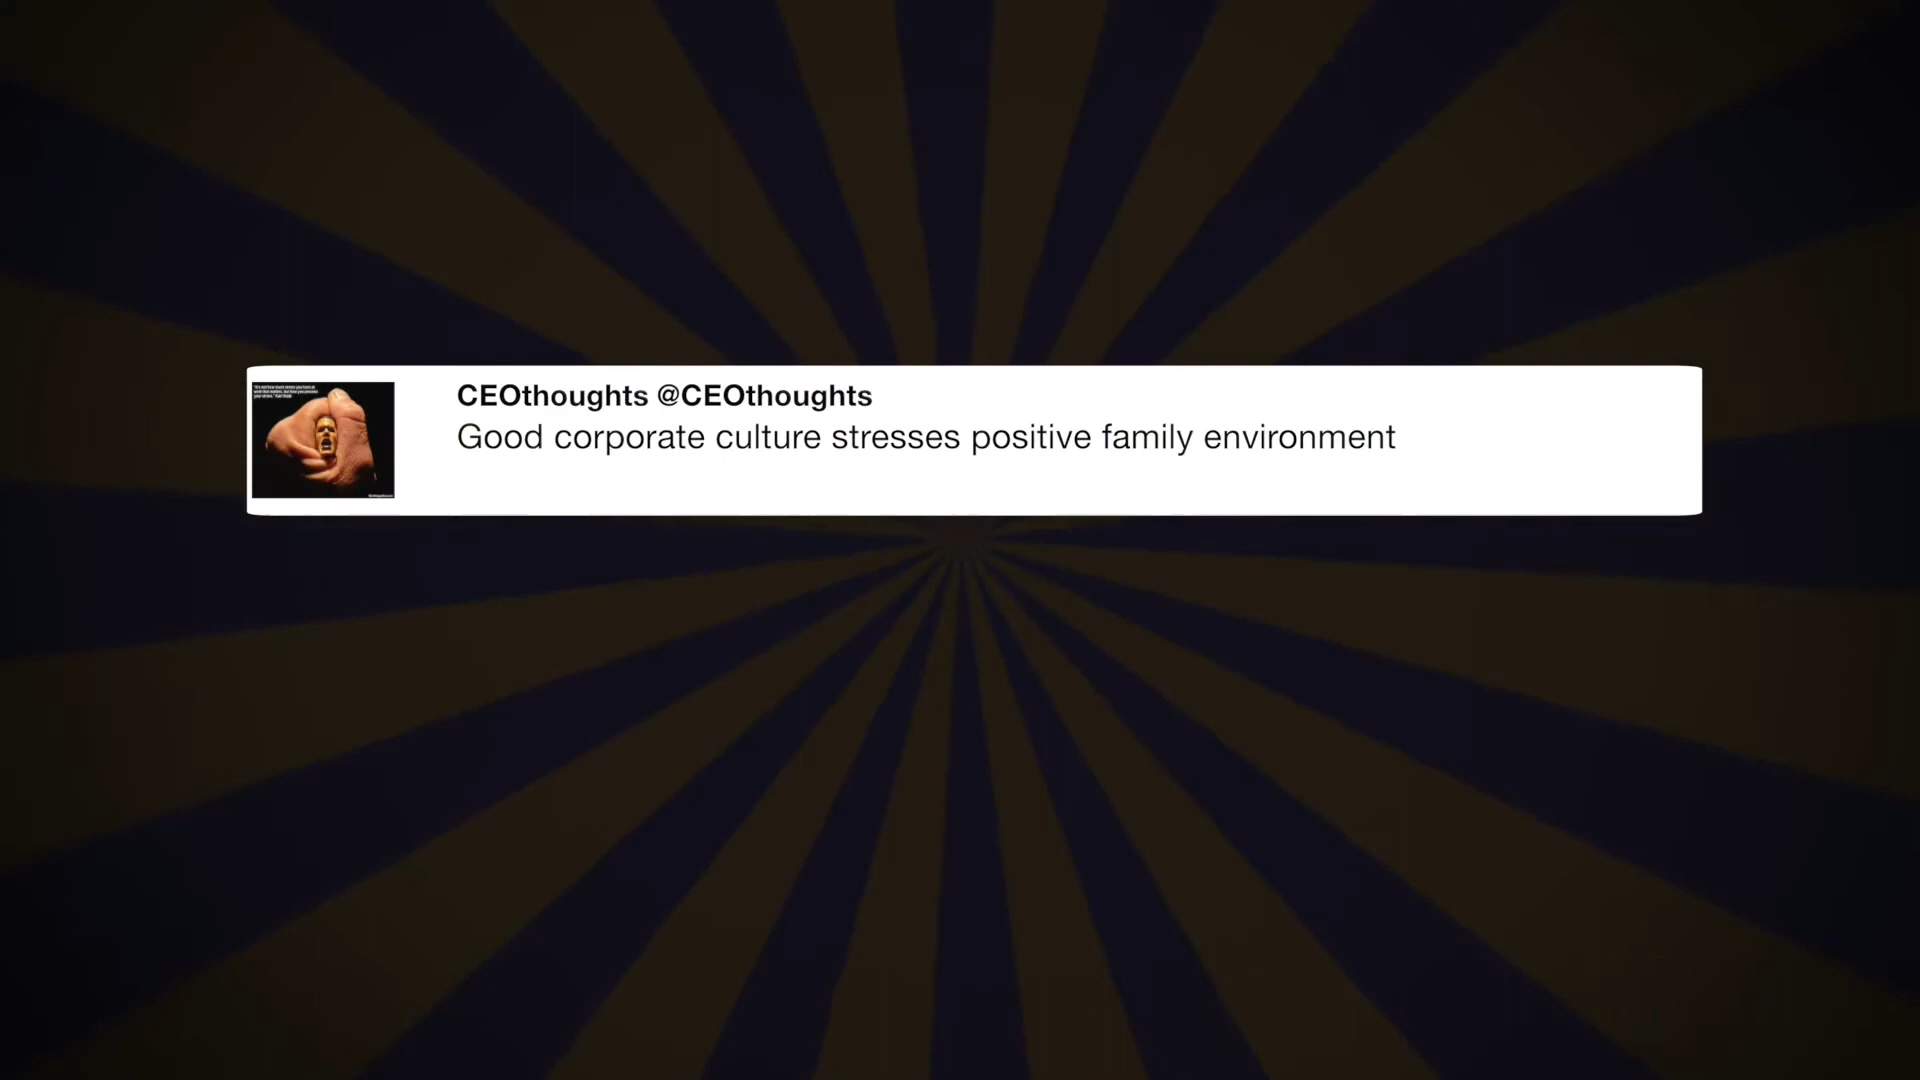 CEOthoughts @CEOthoughts
Good corporate culture stresses positive family environment